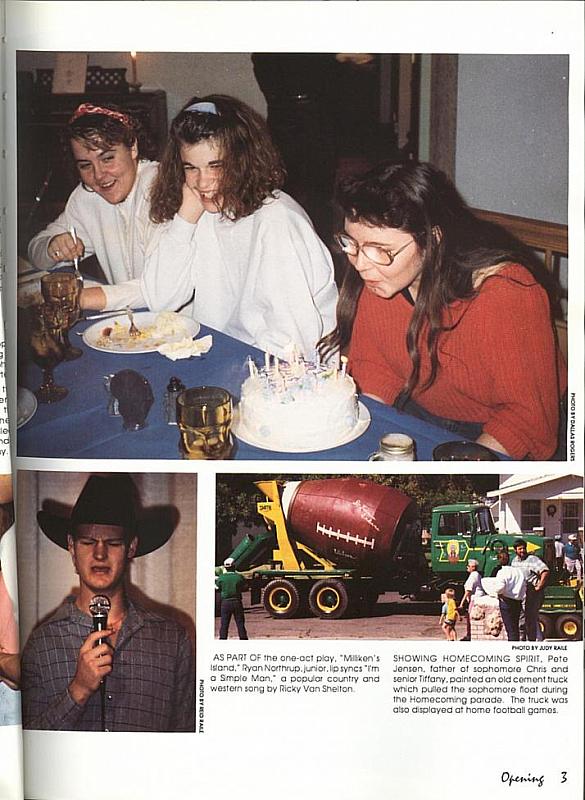 PHOTO BY DALLAS ROGERS
PHOTO BY REID RAILE
PHOTO BY JUDY RAILE
AS PART OF the one-act play, "Milliken's
Island," Ryan Northrup, junior, lip syncs "I'm
a Simple Man," a popular country and
western song by Ricky Van Shelton.
SHOWING HOMECOMING SPIRIT, Pete
Jensen, father of sophomore Chris and
senior Tiffany, painted an old cement truck
which pulled the sophomore float during
the Homecoming parade. The truck was
also displayed at home football games.
Opening 3